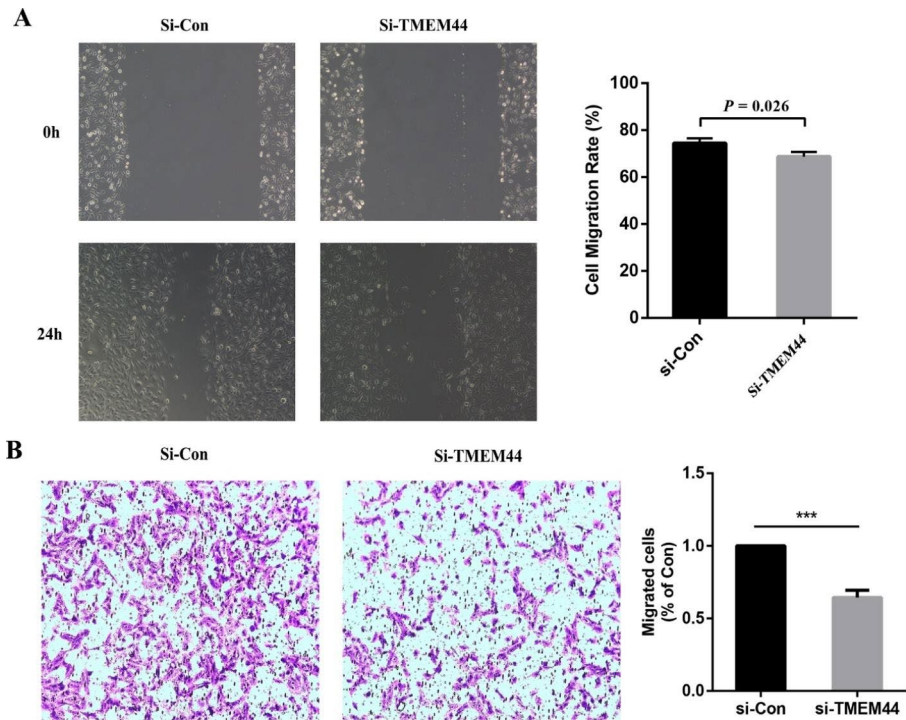 A
Si-Con
Si-TMEM44
0h
24h
Cell Migration Rate (%)
100
80
60
40
20
0
P = 0.026
si-Con
Si-TMEM44
B
Si-Con
Si-TMEM44
Migrated cells
(% of Con)
1.5
1.0
0.5
0.0
***
si-Con
si-TMEM44